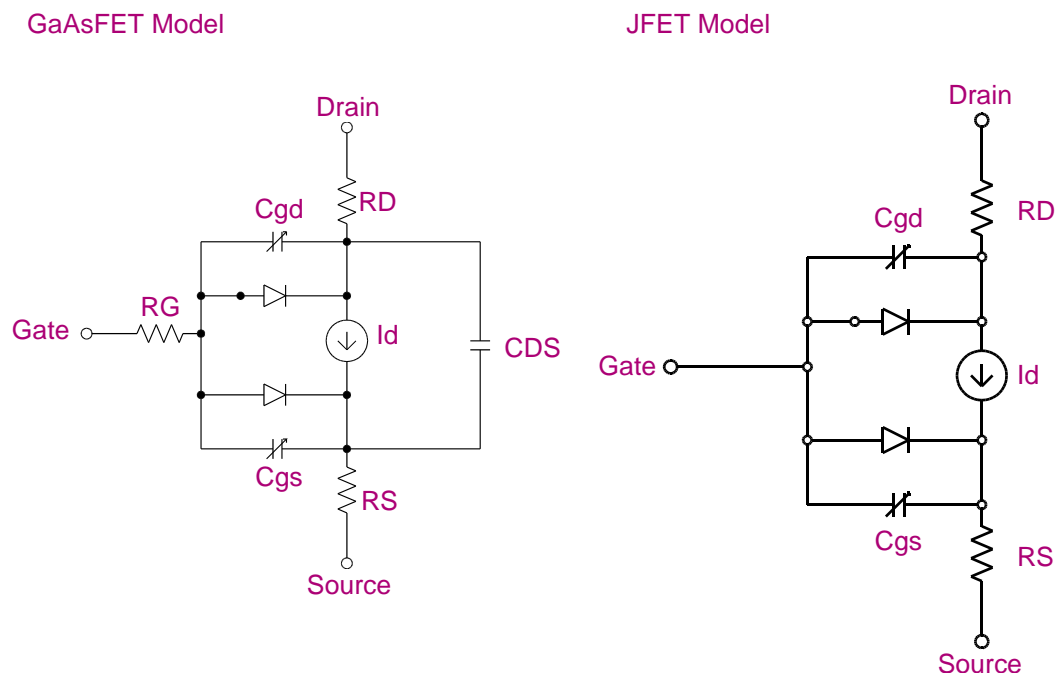 GaAsFET Model
Drain
RD
Cgd
RG
Gate
Id
CDS
Cgs
RS
Source
JFET Model
Drain
RD
Cgd
Gate
Id
Cgs
RS
Source